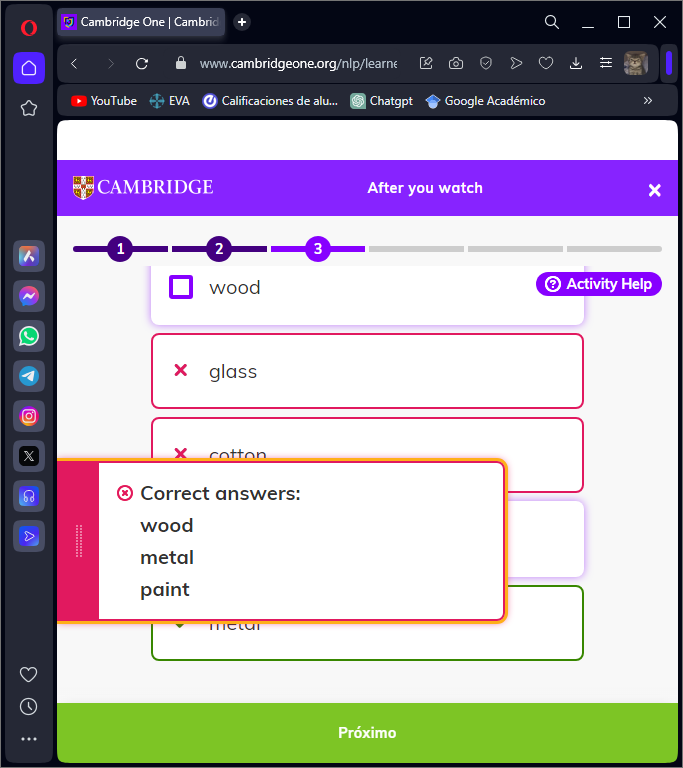 Cambridge One | Cambrid
www.cambridgeone.org/nlp/learne
YouTube
EVA
Calificaciones de alu...
Chatgpt
Google Académico
»
CAMBRIDGE
After you watch
1
2
3
Activity Help
wood
glass
cotton
Correct answers:
wood
metal
paint
metal
Próximo